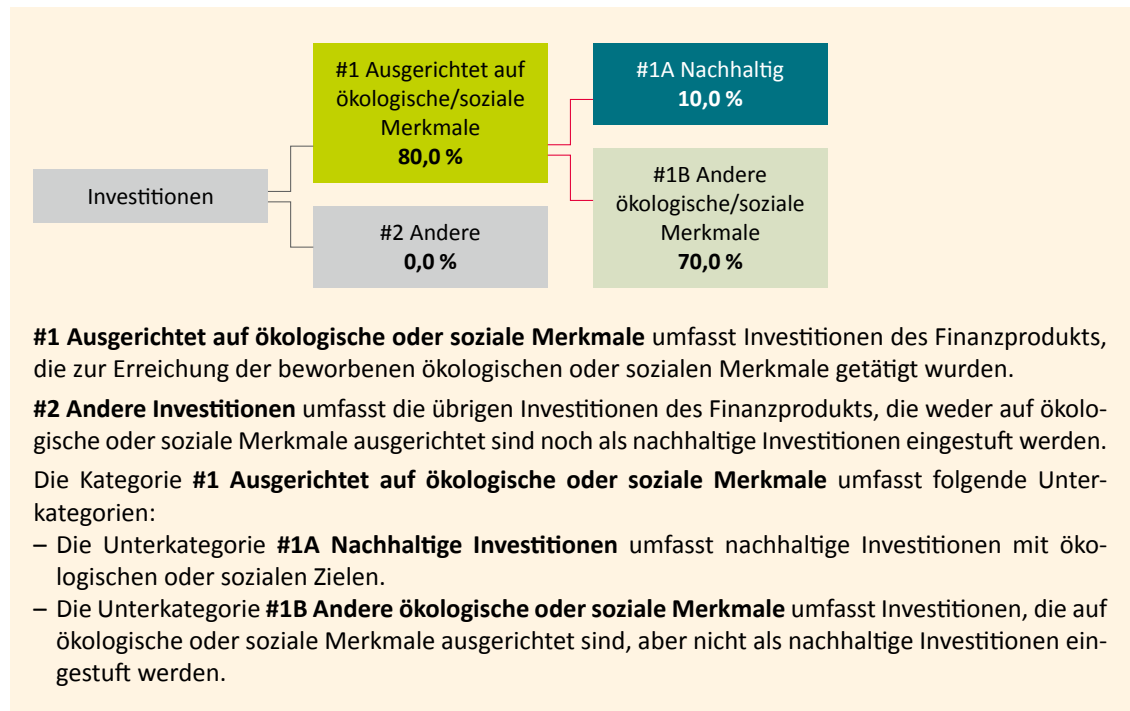 #1 Ausgerichtet auf
ökologische/soziale
Merkmale
80,0 %
#1A Nachhaltig
10,0 %
Investitionen
#1B Andere
ökologische/soziale
Merkmale
70,0 %
#2 Andere
0,0 %
#1 Ausgerichtet auf ökologische oder soziale Merkmale umfasst Investitionen des Finanzprodukts,
die zur Erreichung der beworbenen ökologischen oder sozialen Merkmale getätigt wurden.
#2 Andere Investitionen umfasst die übrigen Investitionen des Finanzprodukts, die weder auf ökolo-
gische oder soziale Merkmale ausgerichtet sind noch als nachhaltige Investitionen eingestuft werden.
Die Kategorie #1 Ausgerichtet auf ökologische oder soziale Merkmale umfasst folgende Unter-
kategorien:
– Die Unterkategorie #1A Nachhaltige Investitionen umfasst nachhaltige Investitionen mit öko-
logischen oder sozialen Zielen.
– Die Unterkategorie #1B Andere ökologische oder soziale Merkmale umfasst Investitionen, die auf
ökologische oder soziale Merkmale ausgerichtet sind, aber nicht als nachhaltige Investitionen ein-
gestuft werden.